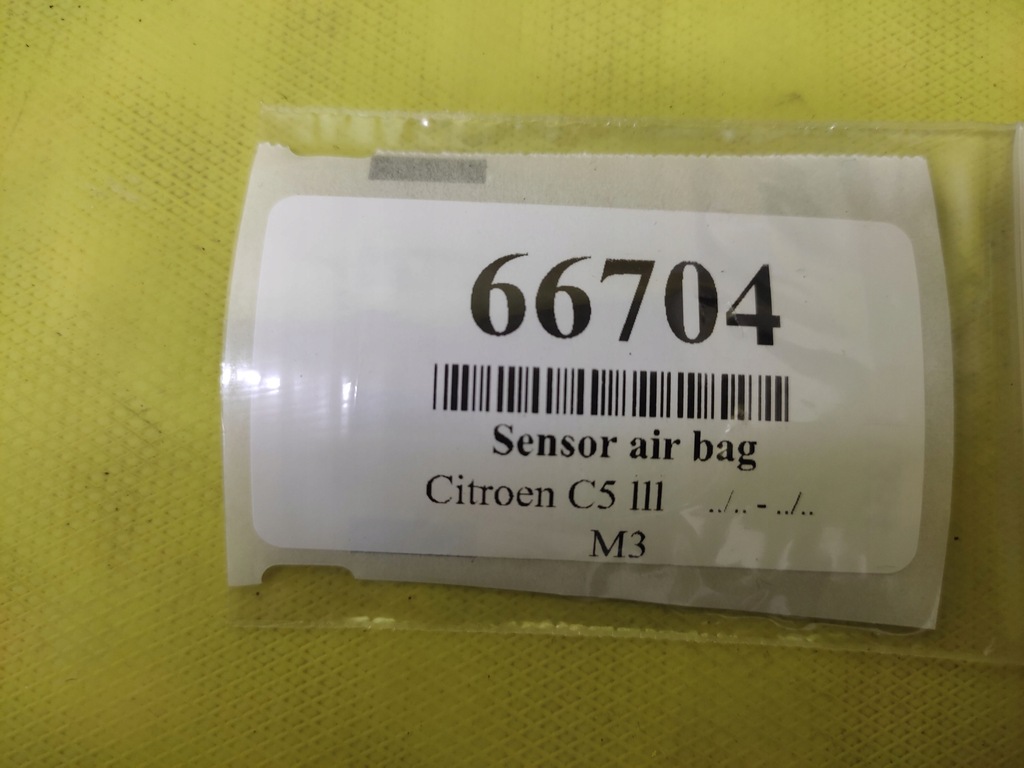 66704
Sensor air bag
Citroen C5 lll ../.. - ../..
M3